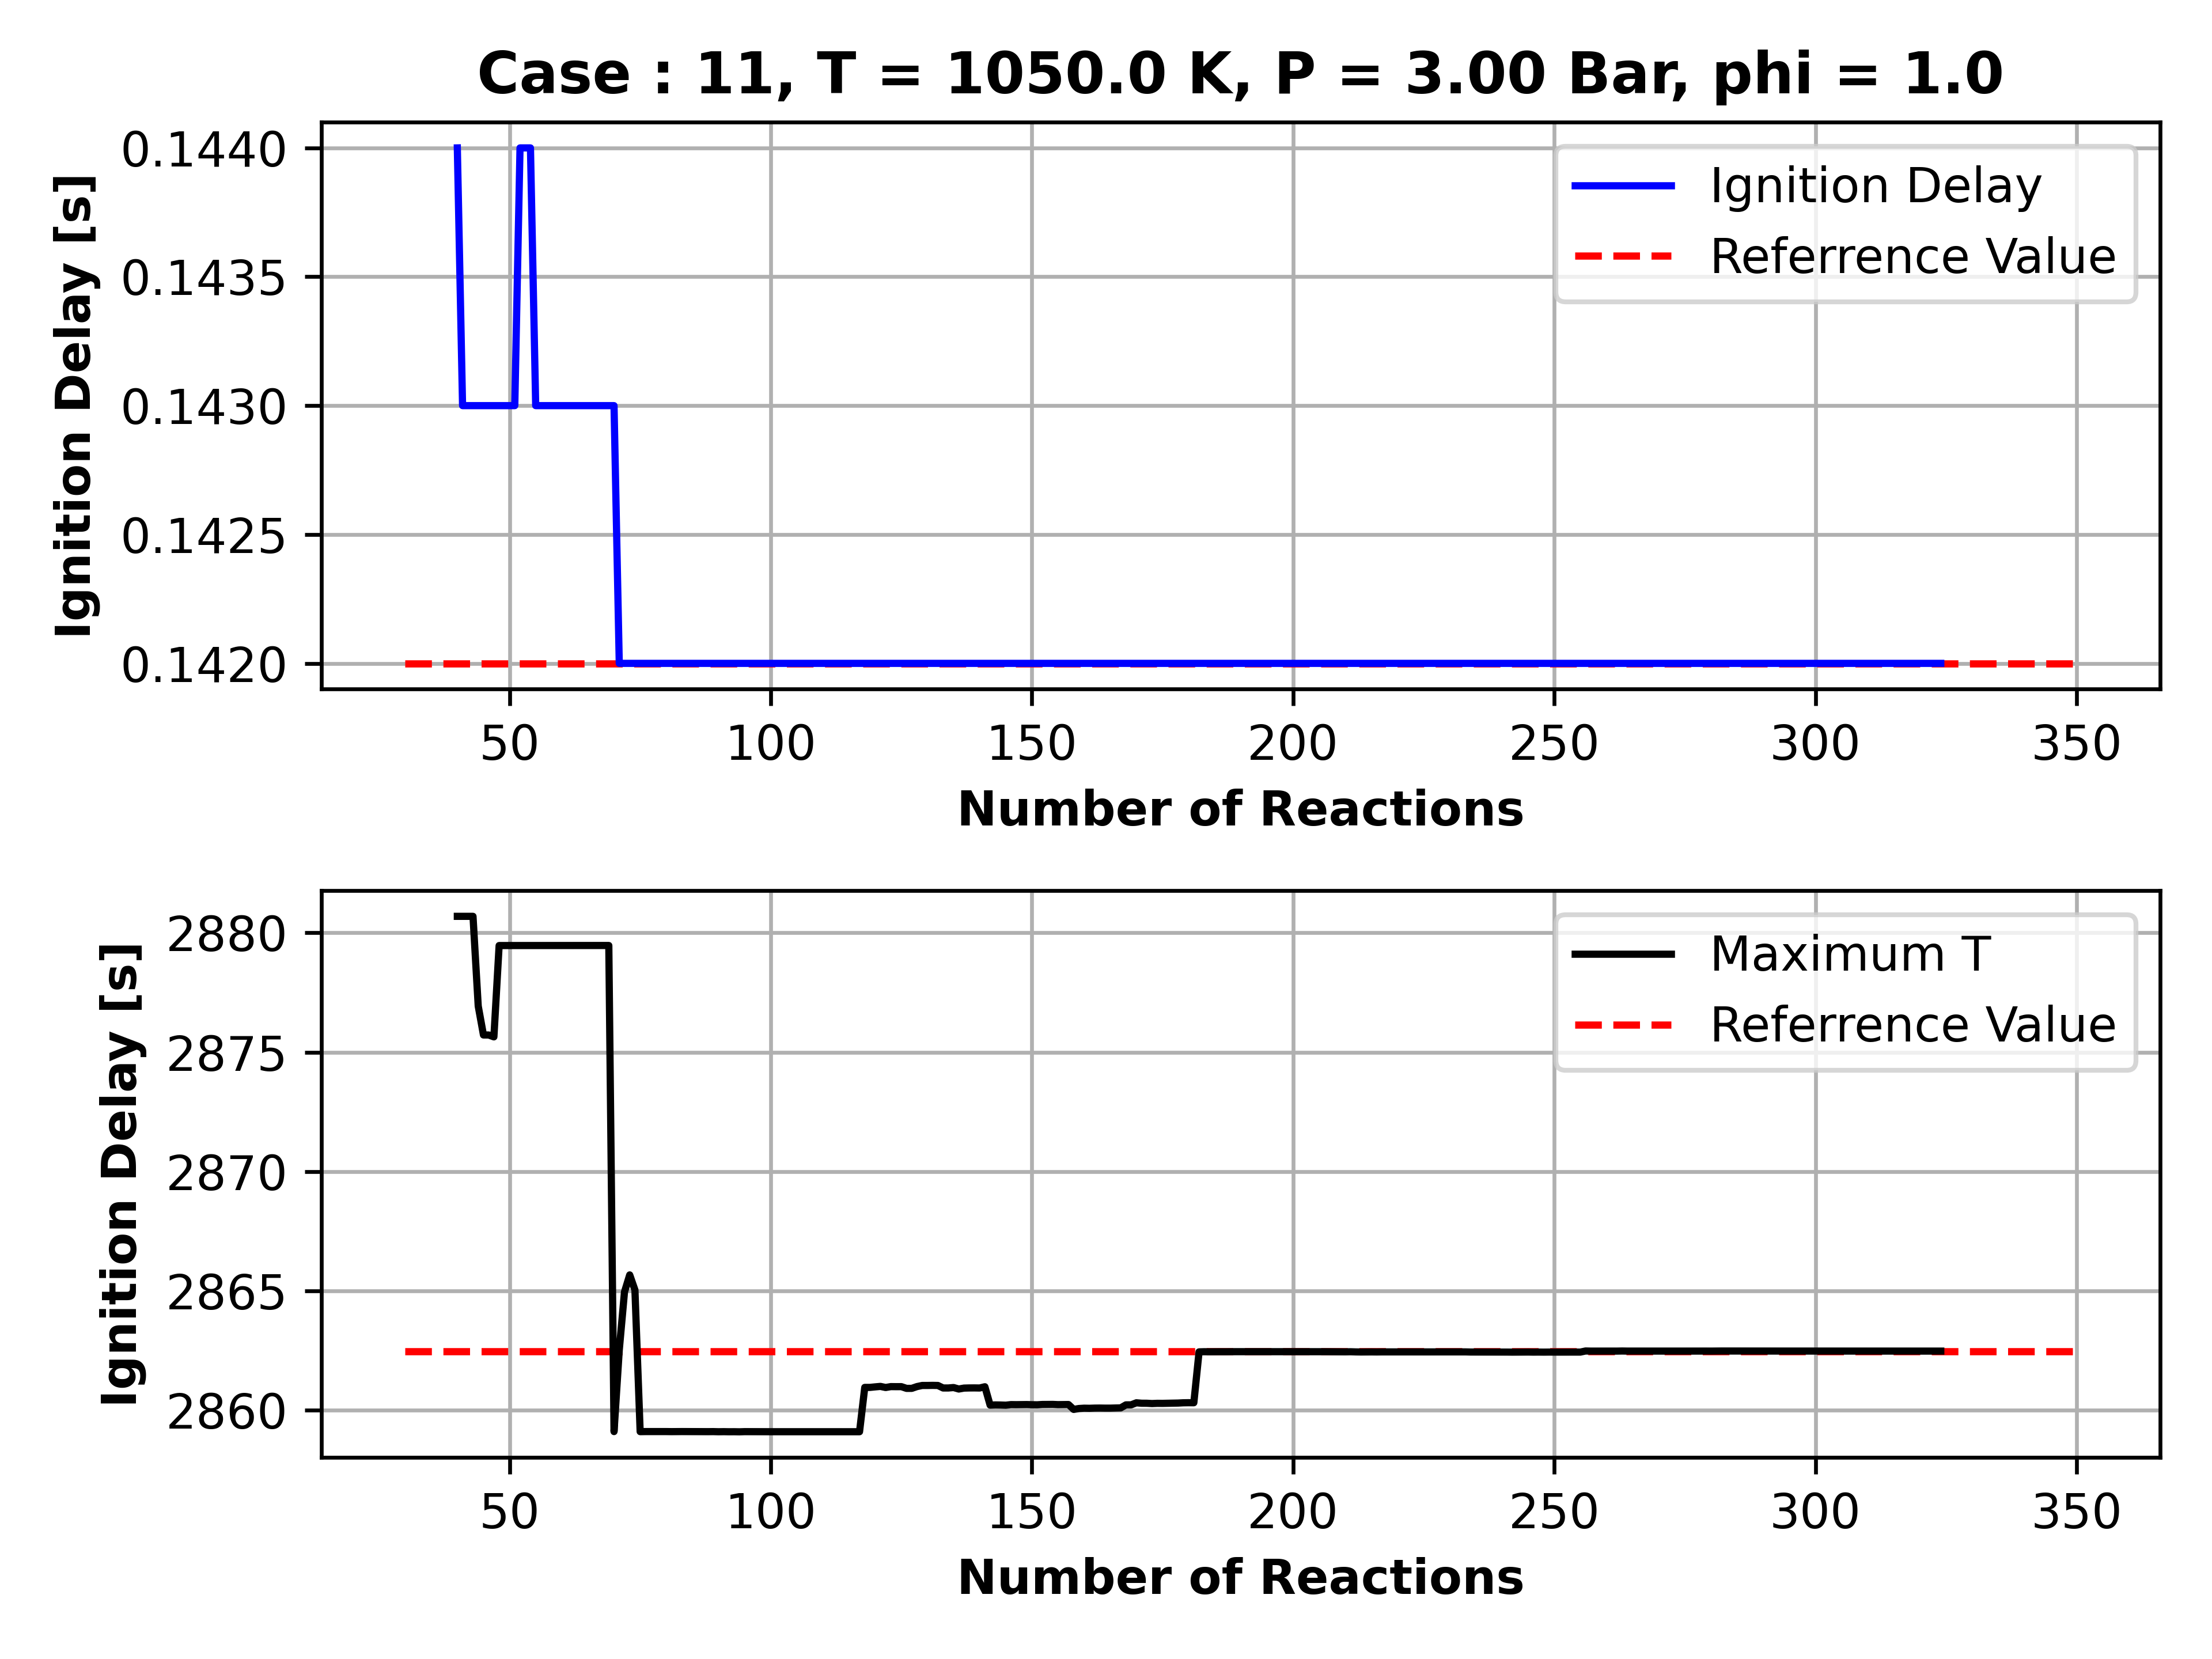 Case : 11, T = 1050.0 K, P = 3.00 Bar, phi = 1.0
Ignition Delay [s]
0.1440
0.1435
0.1430
0.1425
0.1420
Ignition Delay
Referrence Value
50 100 150 200 250 300 350
Number of Reactions
Ignition Delay [s]
2880
2875
2870
2865
2860
Maximum T
Referrence Value
50 100 150 200 250 300 350
Number of Reactions